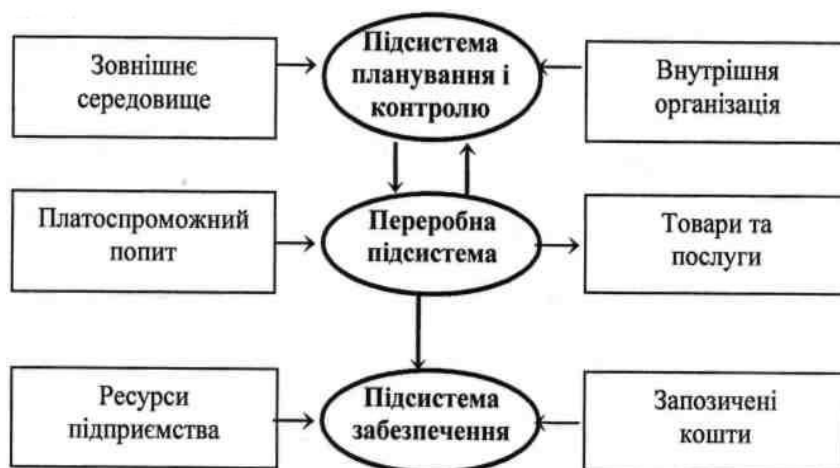 Зовнішнє
середовище
Підсистема
планування і
контролю
Внутрішня
організація
Платоспроможний
попит
Переробна
підсистема
Товари та
послуги
Ресурси
підприємства
Підсистема
забезпечення
Запозичені
кошти